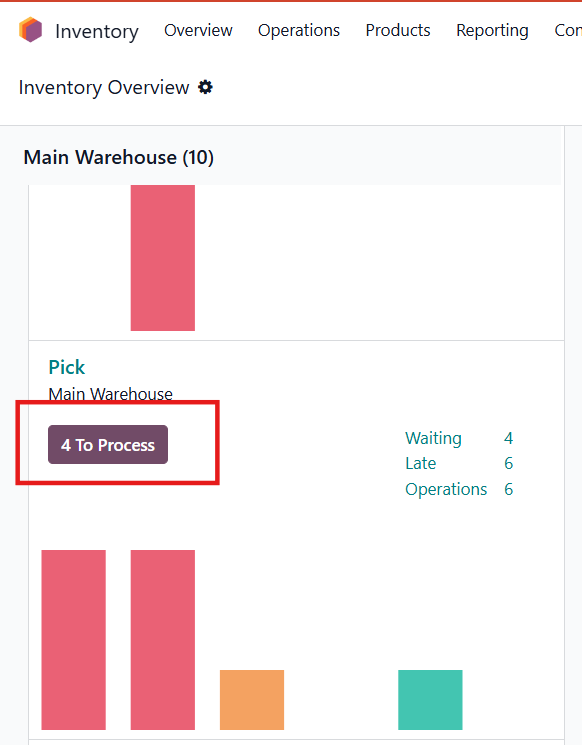 Inventory Overview Operations Products Reporting
Inventory Overview
Main Warehouse (10)
Pick
Main Warehouse
4 To Process
Waiting 4
Late 6
Operations 6